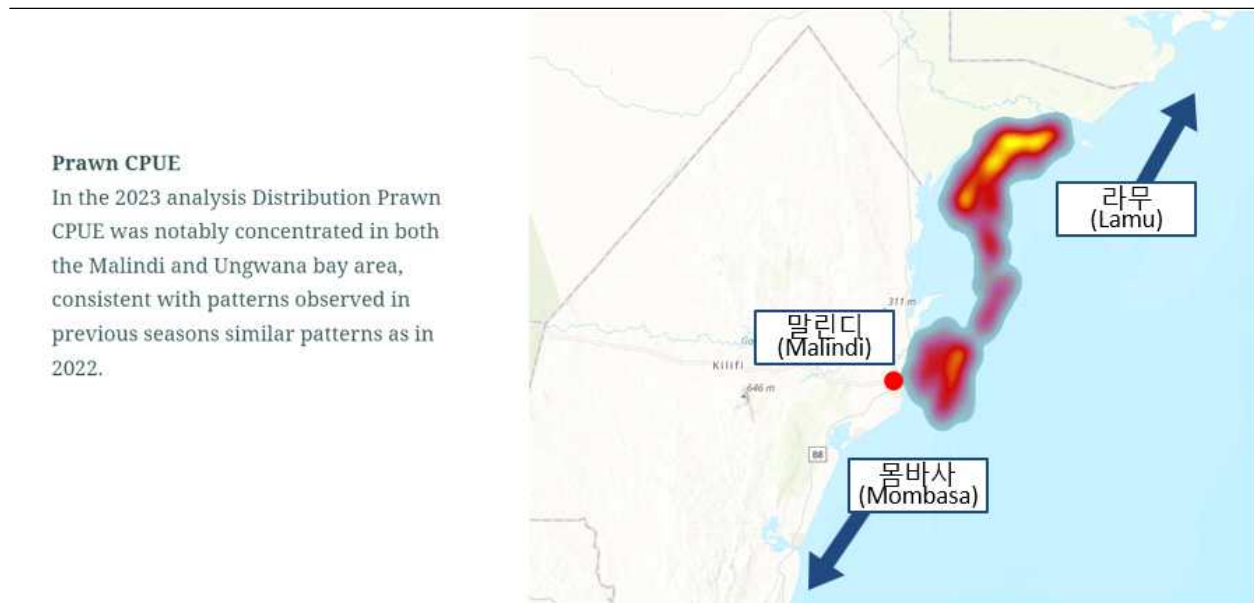 Prawn CPUE
In the 2023 analysis Distribution Prawn
CPUE was notably concentrated in both
the Malindi and Ungwana bay area,
consistent with patterns observed in
previous seasons similar patterns as in
2022.
라무
(Lamu)
311 m
말린디
(Malindi)
Kilifi
646 m
88
몸바사
(Mombasa)